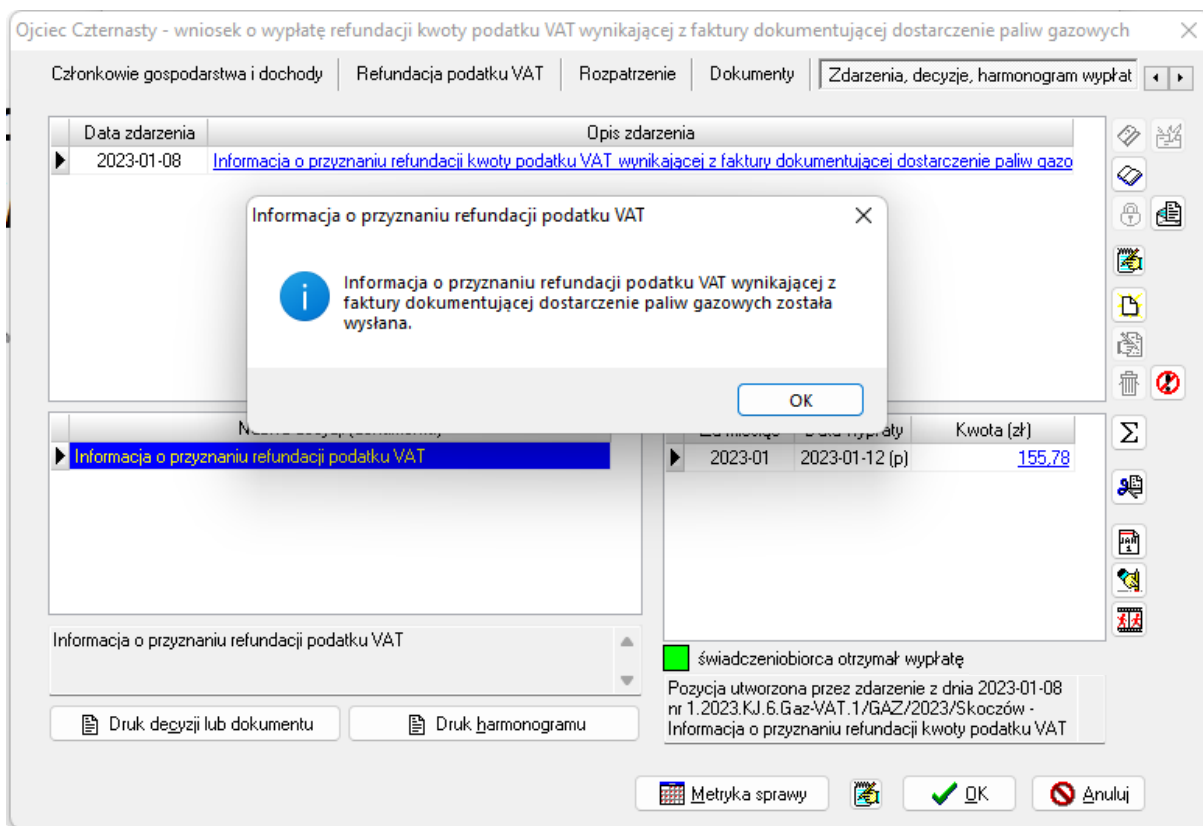 Ojciec Czternasty - wniosek o wypłatę refundacji kwoty podatku VAT wynikającej z faktury dokumentującej dostarczenie paliw gazowych
Członkowie gospodarstwa i dochody
Refundacja podatku VAT
Rozpatrzenie
Dokumenty
Zdarzenia, decyzje, harmonogram wypłat
Data zdarzenia
Opis zdarzenia
2023-01-08
Informacja o przyznaniu refundacji kwoty podatku VAT wynikającej z faktury dokumentującej dostarczenie paliw gazo
Informacja o przyznaniu refundacji podatku VAT
Informacja o przyznaniu refundacji podatku VAT wynikającej z
faktury dokumentującej dostarczenie paliw gazowych została
wysłana.
OK
Kwota (zł)
Informacja o przyznaniu refundacji podatku VAT
2023-01
2023-01-12 (p)
155,78
JAN
1
Informacja o przyznaniu refundacji podatku VAT
świadczeniobiorca otrzymał wypłatę
Pozycja utworzona przez zdarzenie z dnia 2023-01-08
nr 1.2023.KJ.6.Gaz-VAT.1/GAZ/2023/Skoczów -
Informacja o przyznaniu refundacji kwoty podatku VAT
Druk decyzji lub dokumentu
Druk harmonogramu
Metryka sprawy
OK
Anuluj